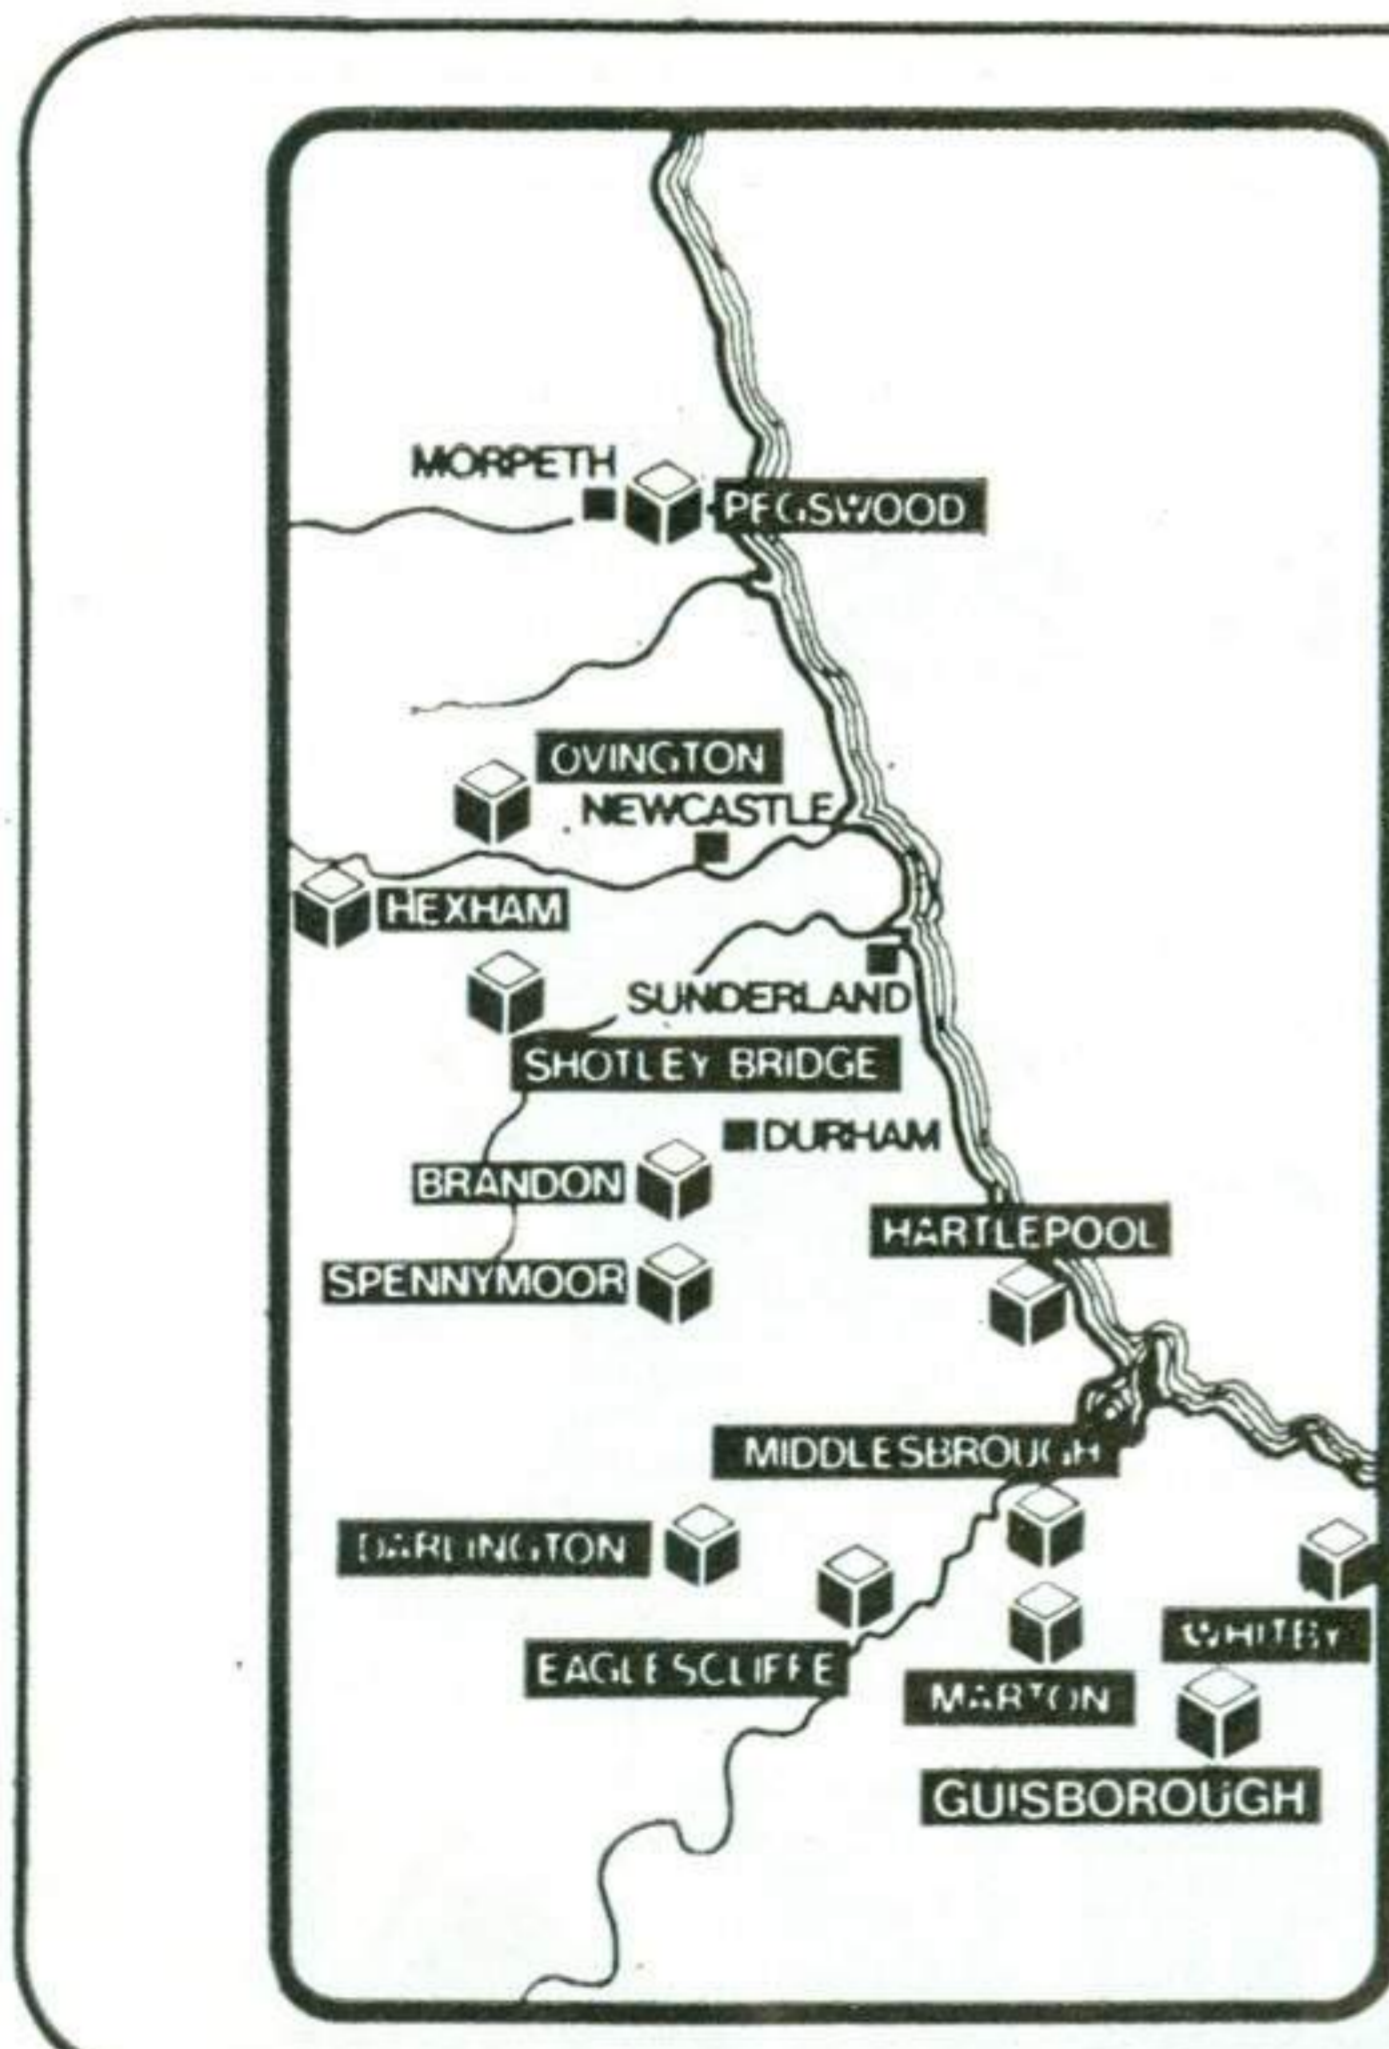 MORPETH
PEGSWOOD
OVINGTON
NEWCASTLE
HEXHAM
SUNDERLAND
SHOTLEY BRIDGE
DURHAM
BRANDON
HARTLEPOOL
SPENNYMOOR
MIDDLESBROUGH
DARLINGTON
WHITBY
EAGLESCLIFFE
MARTON
GUISBOROUGH